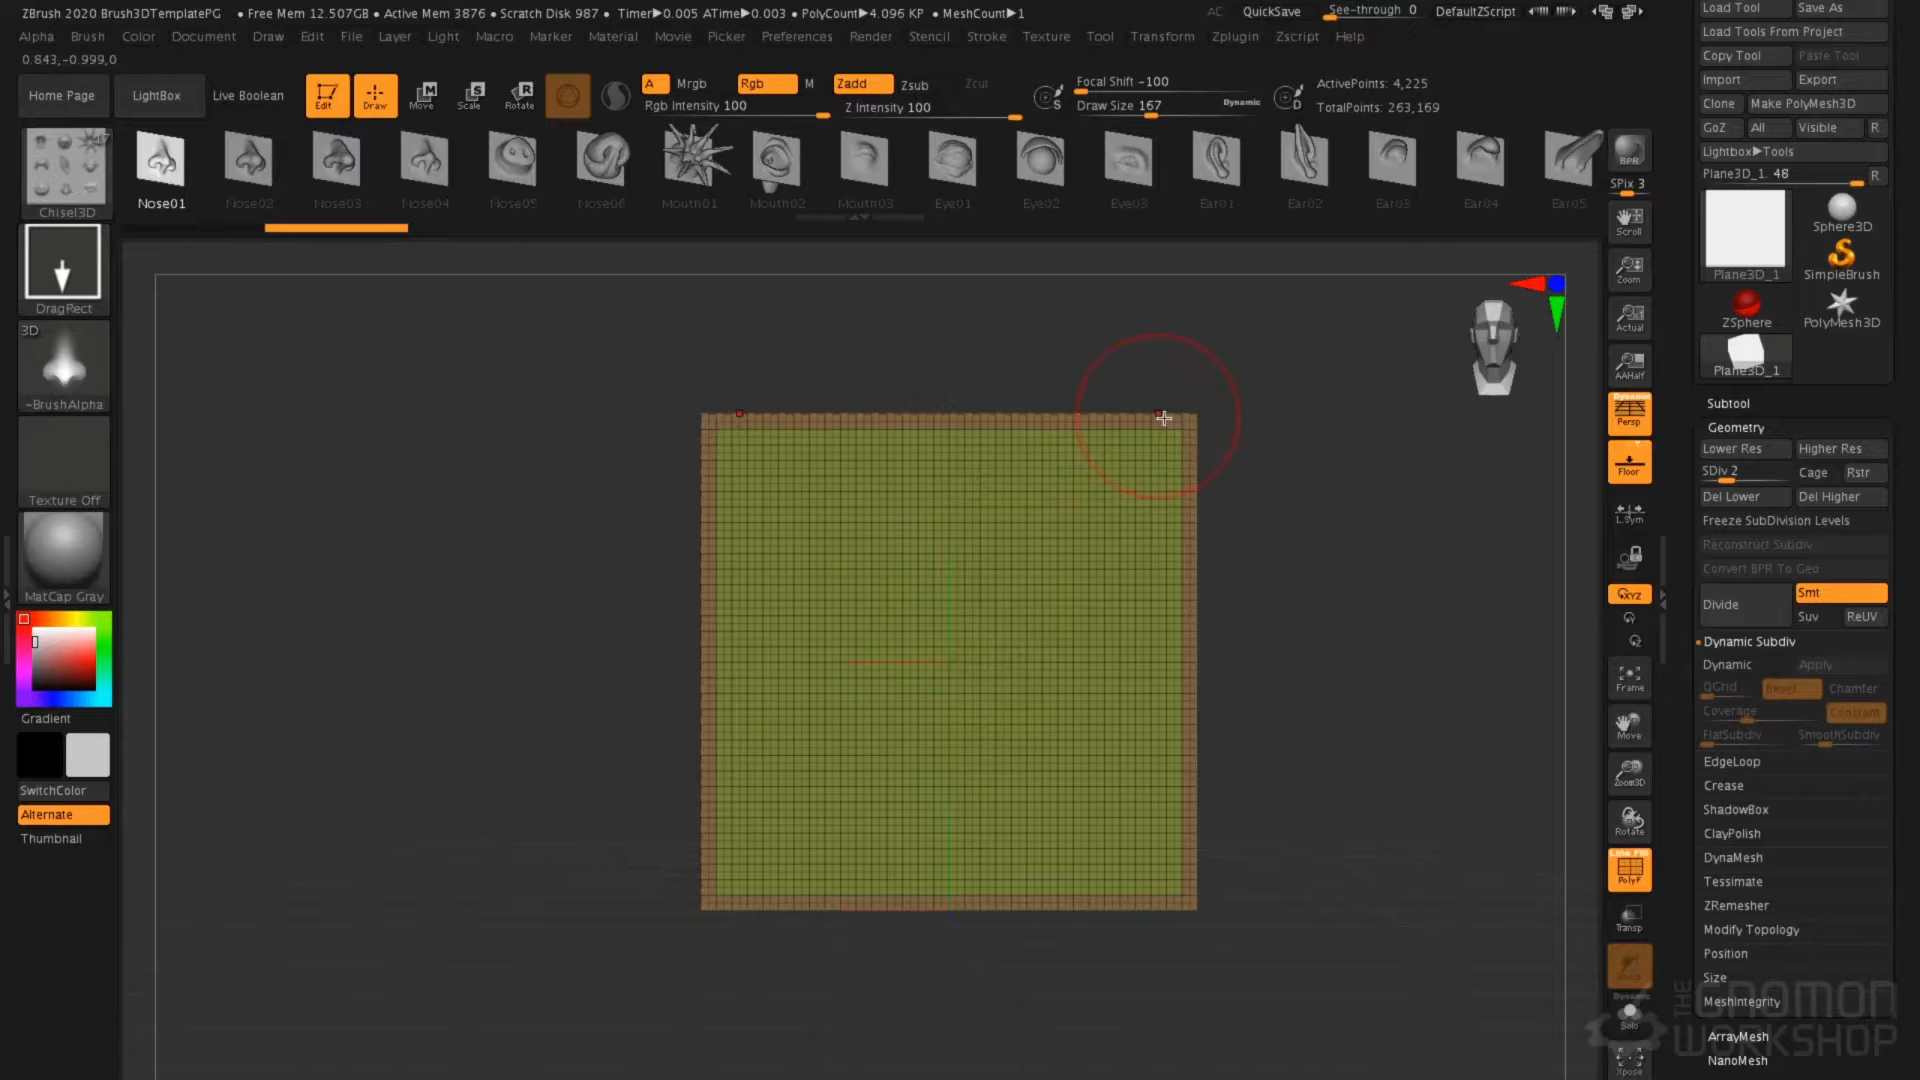 ZBrush 2020 Brush3DTemplatePG • Free Mem 12.507GB • Active Mem 3876 • Scratch Disk 987 • Timer▶0.005 ATime▶0.003 • PolyCount▶4.096 KP • MeshCount▶1 AC QuickSave See-through 0 DefaultZScript
Alpha Brush Color Document Draw Edit File Layer Light Macro Marker Material Movie Picker Preferences Render Stencil Stroke Texture Tool Transform Zplugin Zscript Help
0.843,-0.999,0
Home Page LightBox Live Boolean Edit Draw Move Scale Rotate
A Mrgb Rgb M Zadd Zsub Zcut
Rgb Intensity 100 Z Intensity 100
Focal Shift -100
Draw Size 167 Dynamic
ActivePoints: 4,225
TotalPoints: 263,169
17
Chisel3D
Nose01 Nose02 Nose03 Nose04 Nose05 Nose06 Mouth01 Mouth02 Mouth03 Eye01 Eye02 Eye03 Ear01 Ear02 Ear03 Ear04 Ear05
DragRect
3D
~BrushAlpha
Texture Off
MatCap Gray
Gradient
SwitchColor
Alternate
Thumbnail
BPR
SPix 3
Scroll
Zoom
Actual
AAHalf
Dynamic
Persp
Floor
L.Sym
XYZ
Frame
Move
Zoom3D
Rotate
Line Fill
PolyF
Transp
Dynamic
Solo
Xpose
Load Tool Save As
Load Tools From Project
Copy Tool Paste Tool
Import Export
Clone Make PolyMesh3D
GoZ All Visible R
Lightbox▶Tools
Plane3D_1. 48 R
Plane3D_1 Sphere3D
SimpleBrush
ZSphere PolyMesh3D
Plane3D_1
Subtool
Geometry
Lower Res Higher Res
SDiv 2 Cage Rstr
Del Lower Del Higher
Freeze SubDivision Levels
Reconstruct Subdiv
Convert BPR To Geo
Divide Smt
Suv ReUV
Dynamic Subdiv
Dynamic Apply
QGrid Bevel Chamfer
Coverage Constant
FlatSubdiv SmoothSubdiv
EdgeLoop
Crease
ShadowBox
ClayPolish
DynaMesh
Tessimate
ZRemesher
Modify Topology
Position
Size
MeshIntegrity
ArrayMesh
NanoMesh
THE GNOMON WORKSHOP